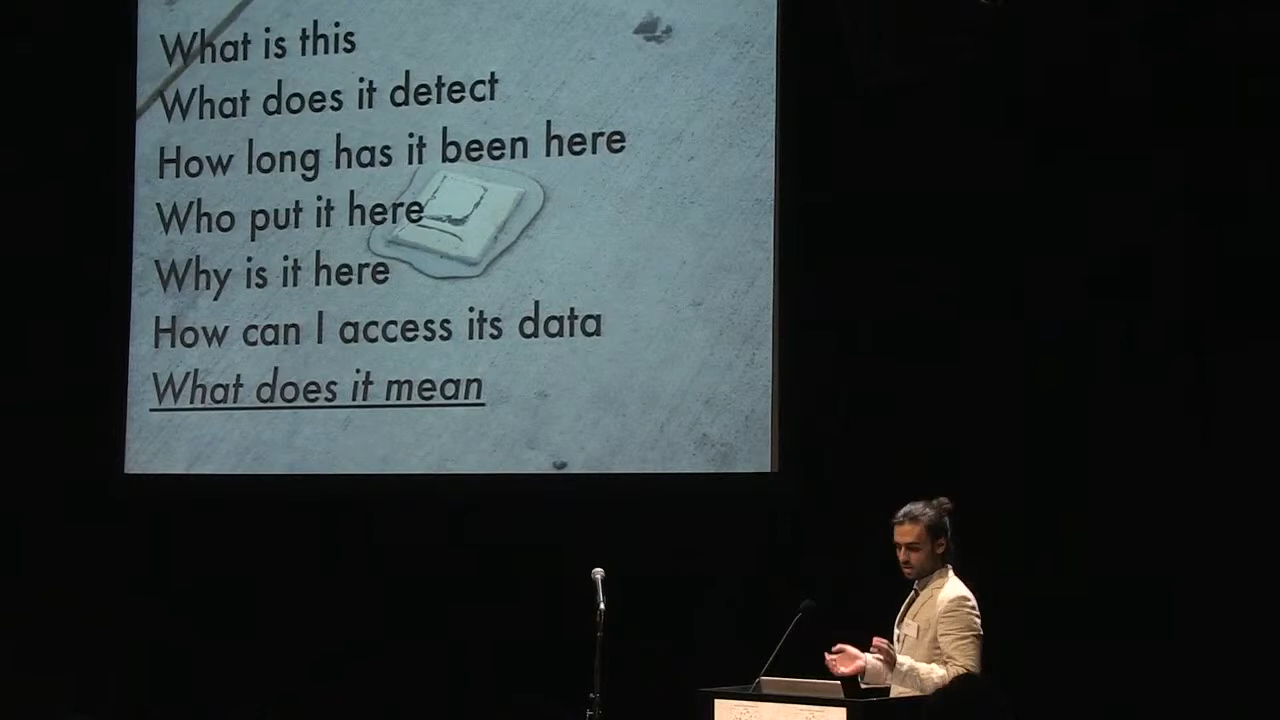 What is this
What does it detect
How long has it been here
Who put it here
Why is it here
How can I access its data
What does it mean